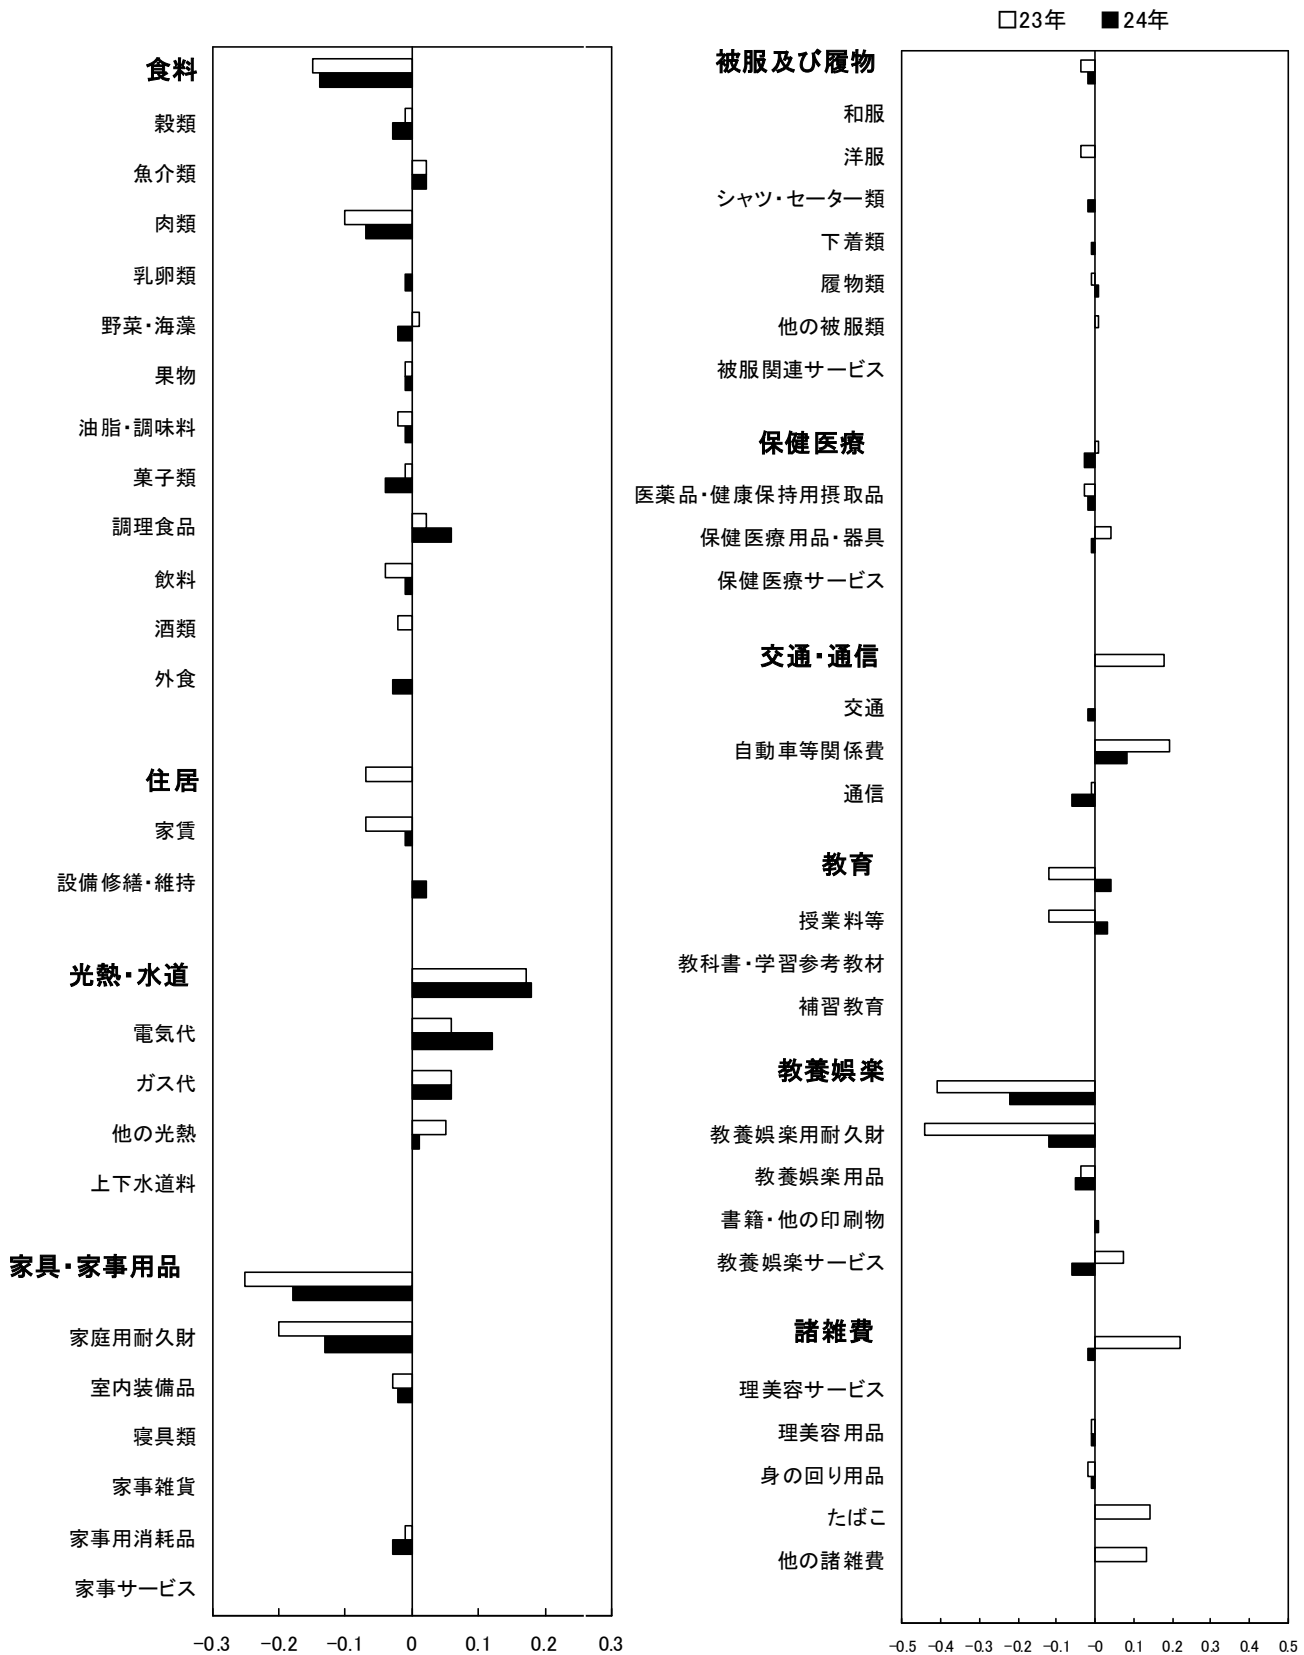 □23年 ■24年
食料
穀類
魚介類
肉類
乳卵類
野菜・海藻
果物
油脂・調味料
菓子類
調理食品
飲料
酒類
外食
住居
家賃
設備修繕・維持
光熱・水道
電気代
ガス代
他の光熱
上下水道料
家具・家事用品
家庭用耐久財
室内装備品
寝具類
家事雑貨
家事用消耗品
家事サービス
-0.3 -0.2 -0.1 0 0.1 0.2 0.3
被服及び履物
和服
洋服
シャツ・セーター類
下着類
履物類
他の被服類
被服関連サービス
保健医療
医薬品・健康保持用摂取品
保健医療用品・器具
保健医療サービス
交通・通信
交通
自動車等関係費
通信
教育
授業料等
教科書・学習参考教材
補習教育
教養娯楽
教養娯楽用耐久財
教養娯楽用品
書籍・他の印刷物
教養娯楽サービス
諸雑費
理美容サービス
理美容用品
身の回り用品
たばこ
他の諸雑費
-0.5 -0.4 -0.3 -0.2 -0.1 -0 0.1 0.2 0.3 0.4 0.5